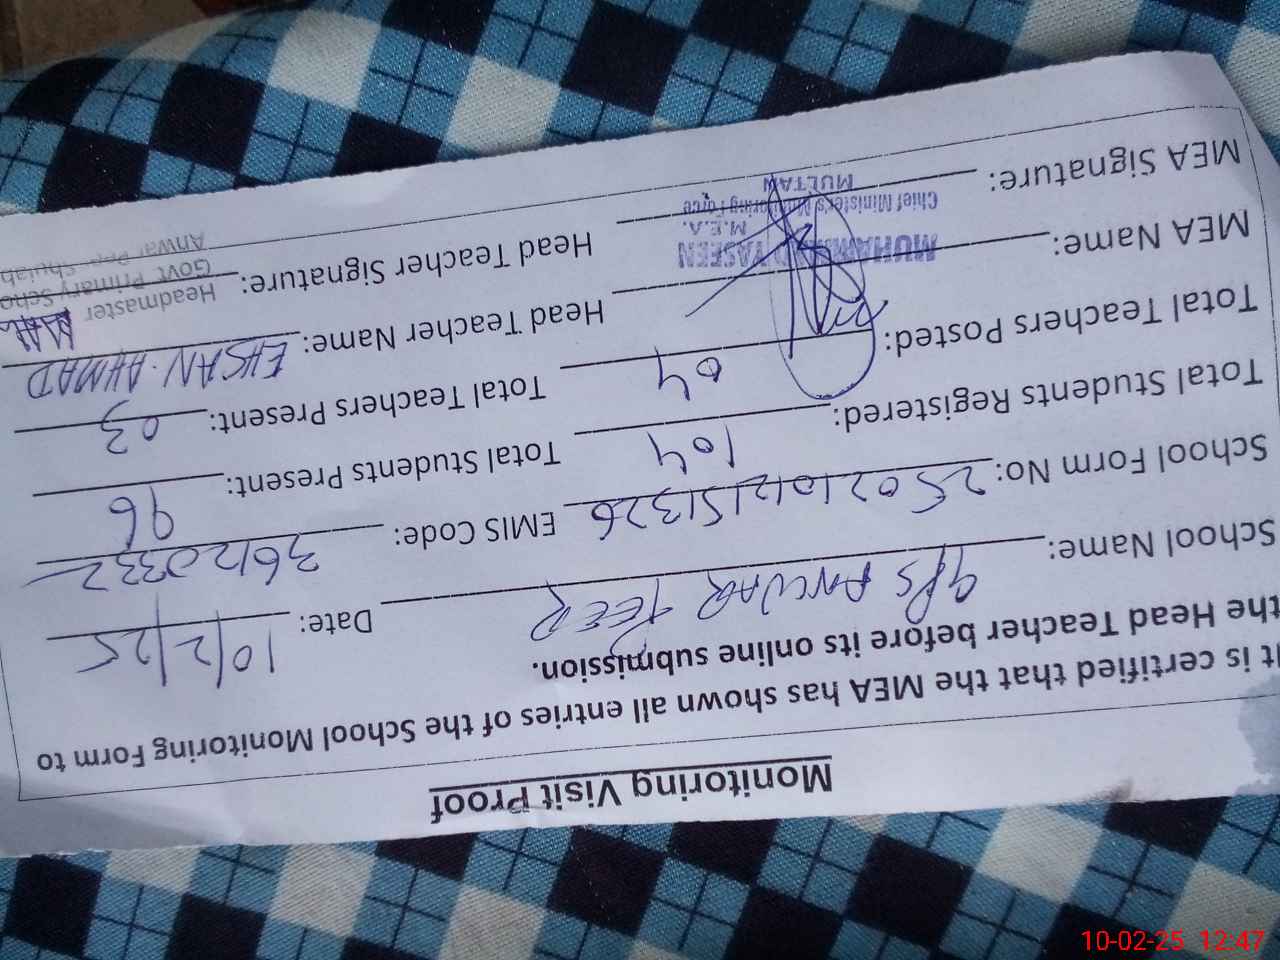 Monitoring Visit Proof
It is certified that the MEA has shown all entries of the School Monitoring Form to
the Head Teacher before its online submission.
School Name: GPS ANWAR PEER Date: 10/2/25
School Form No: 25021012151326 EMIS Code: 36120332
Total Students Registered: 104 Total Students Present: 96
Total Teachers Posted: 04 Total Teachers Present: 03
MEA Name: Head Teacher Name: EHSAN AHMAD
MUHAMMAD YASEEN
M.E.A.
Chief Minister's Monitoring Force
MULTAN
MEA Signature: Head Teacher Signature:
Headmaster
Govt Primary Scho
Anwar Pe
10-02-25 12:47